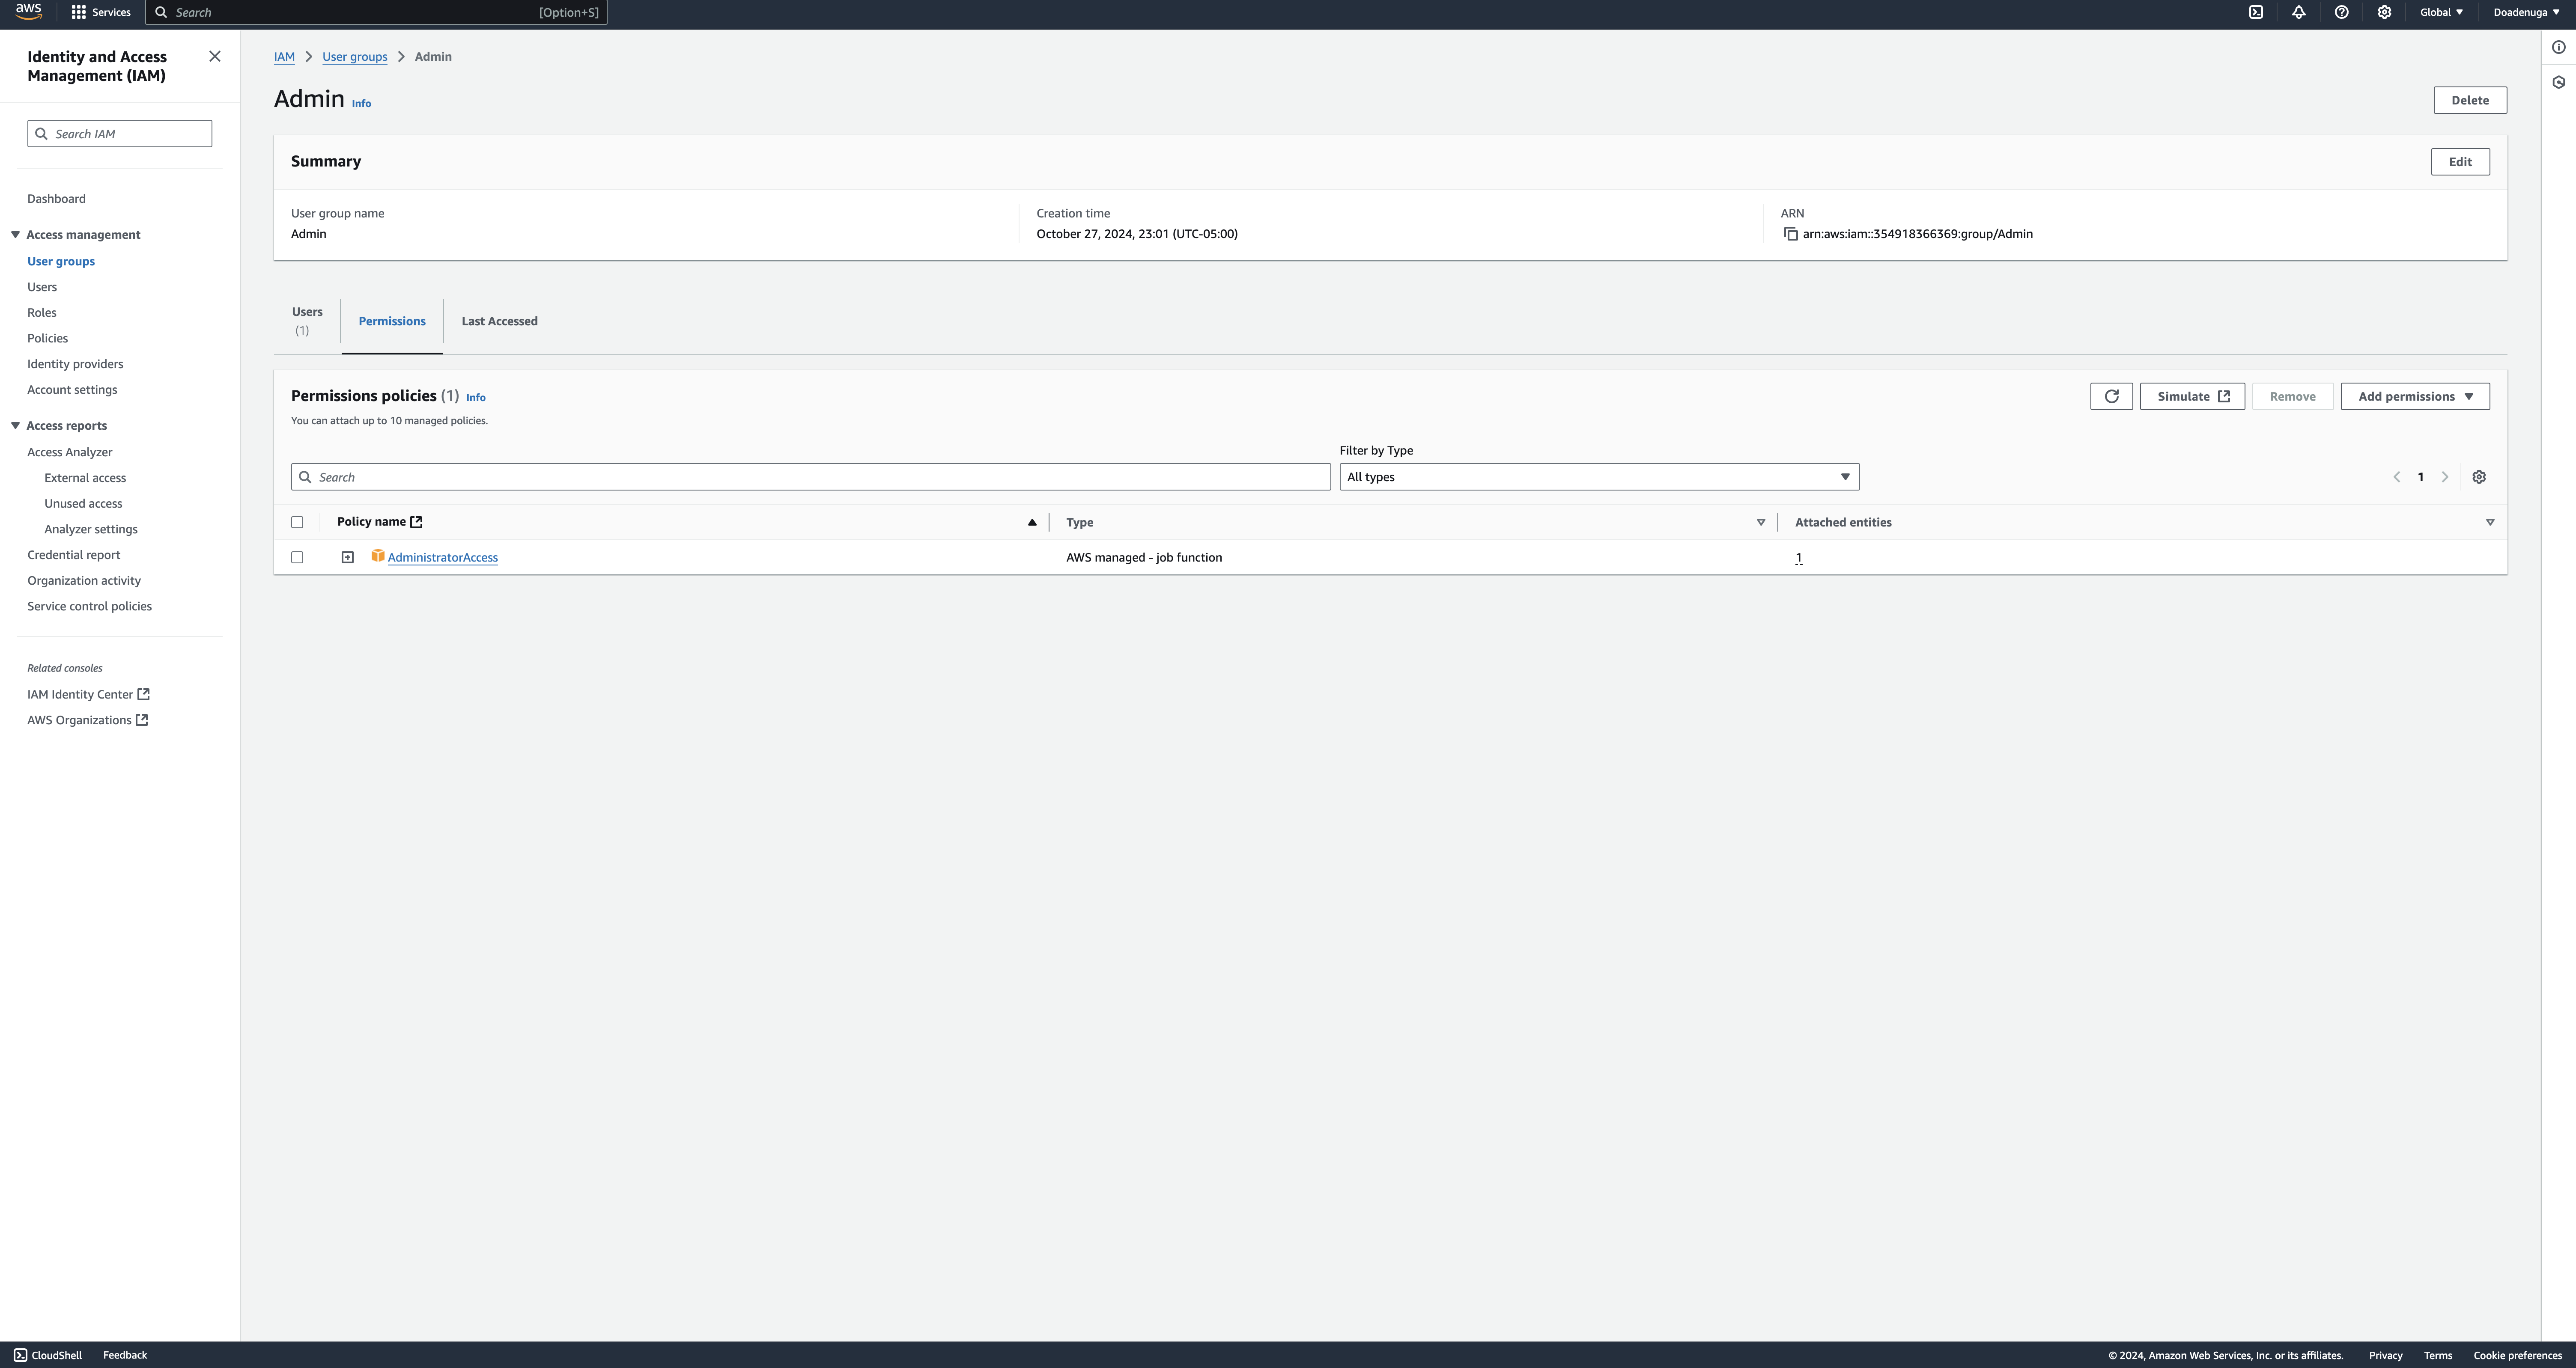 aws
Services
Search
[Option+S]
Global
Doadenuga
Identity and Access
Management (IAM)
Search IAM
Dashboard
Access management
User groups
Users
Roles
Policies
Identity providers
Account settings
Access reports
Access Analyzer
External access
Unused access
Analyzer settings
Credential report
Organization activity
Service control policies
Related consoles
IAM Identity Center
AWS Organizations
IAM > User groups > Admin
Admin Info
Delete
Summary
Edit
User group name
Admin
Creation time
October 27, 2024, 23:01 (UTC-05:00)
ARN
arn:aws:iam::354918366369:group/Admin
Users
(1)
Permissions
Last Accessed
Permissions policies (1) Info
You can attach up to 10 managed policies.
Simulate
Remove
Add permissions
Filter by Type
Search
All types
1
Policy name
Type
Attached entities
AdministratorAccess
AWS managed - job function
1
CloudShell
Feedback
© 2024, Amazon Web Services, Inc. or its affiliates.
Privacy
Terms
Cookie preferences